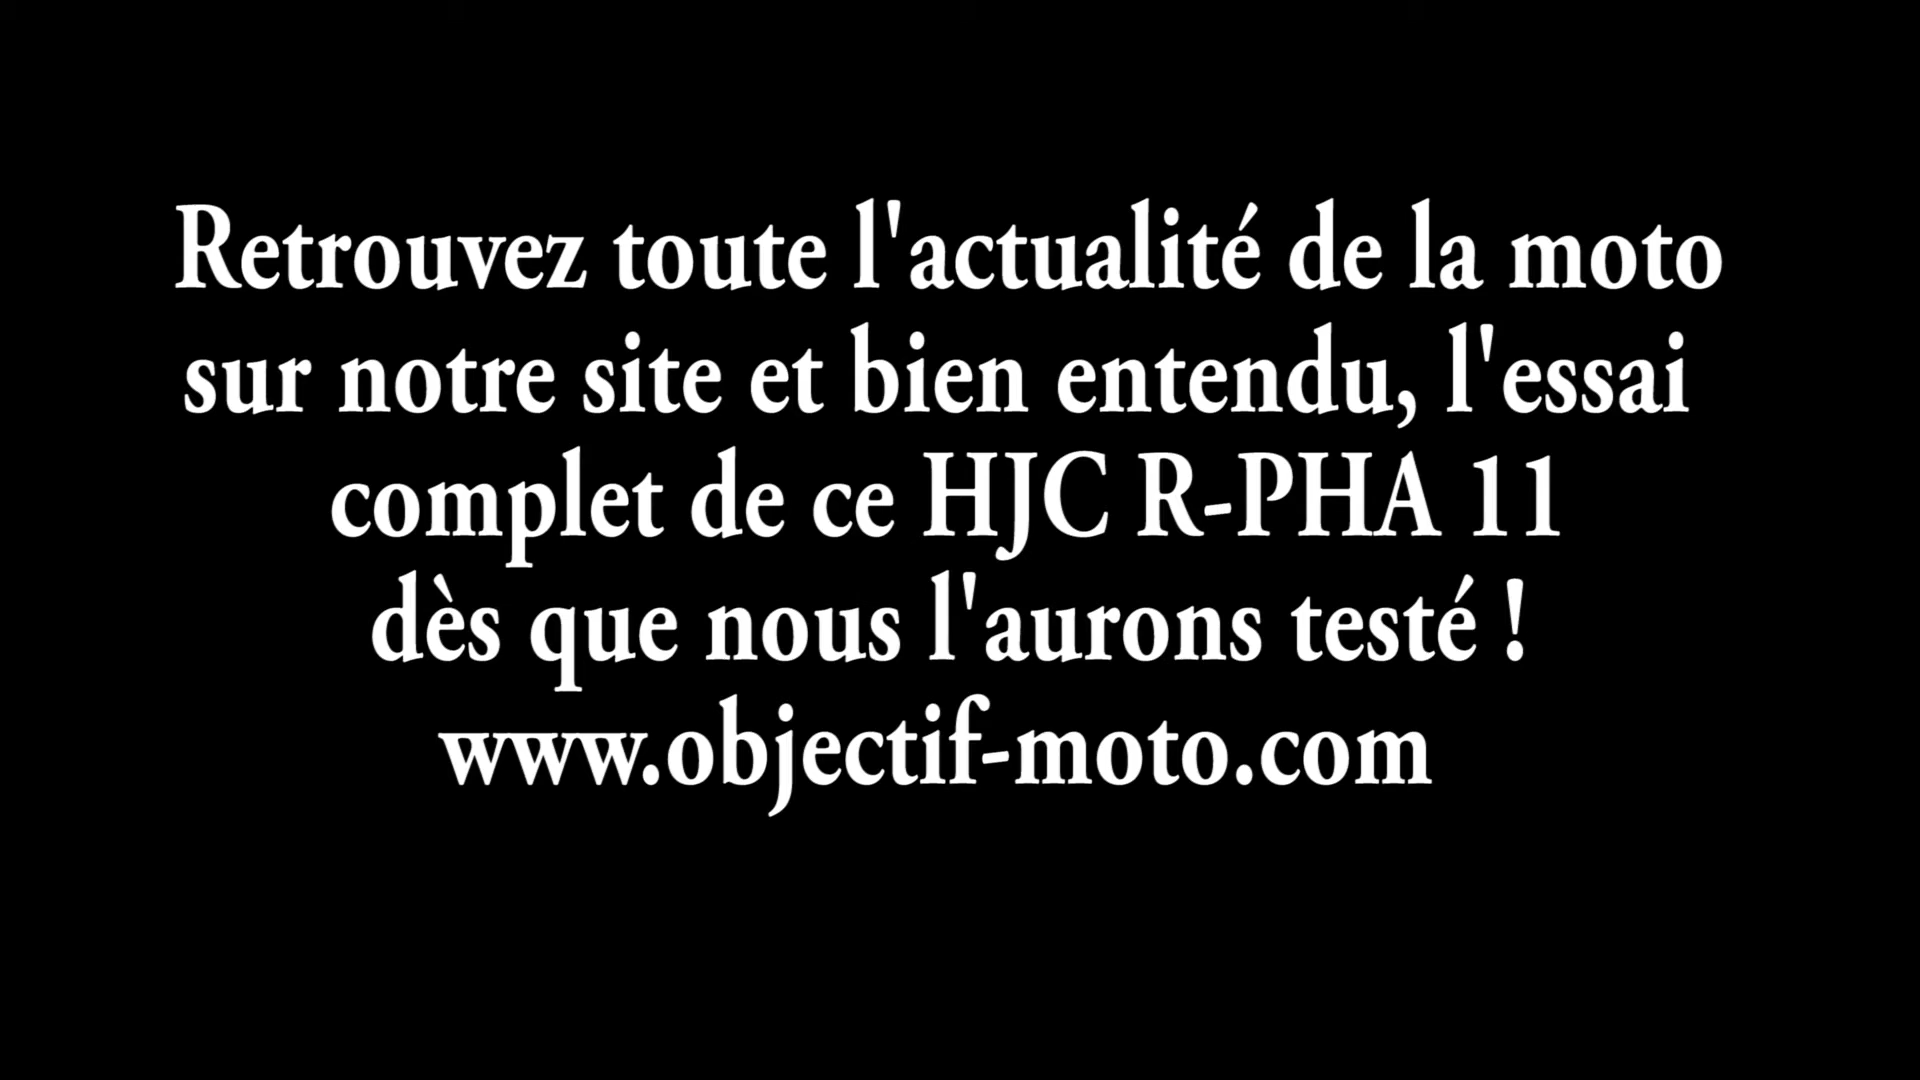 Retrouvez toute l'actualité de la moto
sur notre site et bien entendu, l'essai
complet de ce HJC R-PHA 11
dès que nous l'aurons testé !
www.objectif-moto.com